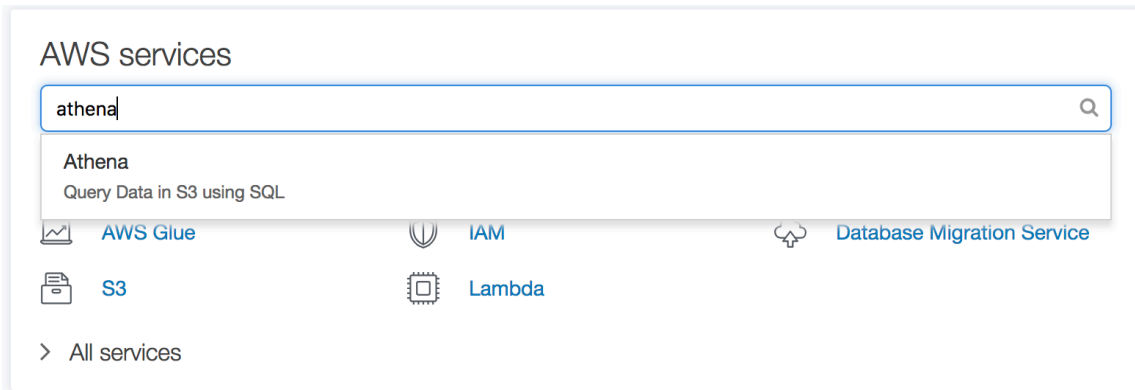 AWS services
athena
Athena
Query Data in S3 using SQL
AWS Glue IAM Database Migration Service
S3 Lambda
All services